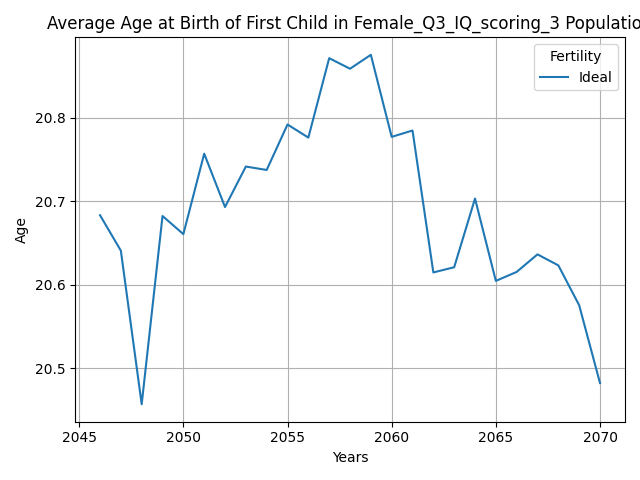 Average Age at Birth of First Child in Female_Q3_IQ_scoring_3 Populatio
Fertility
Ideal
Age
20.8
20.7
20.6
20.5
2045 2050 2055 2060 2065 2070
Years